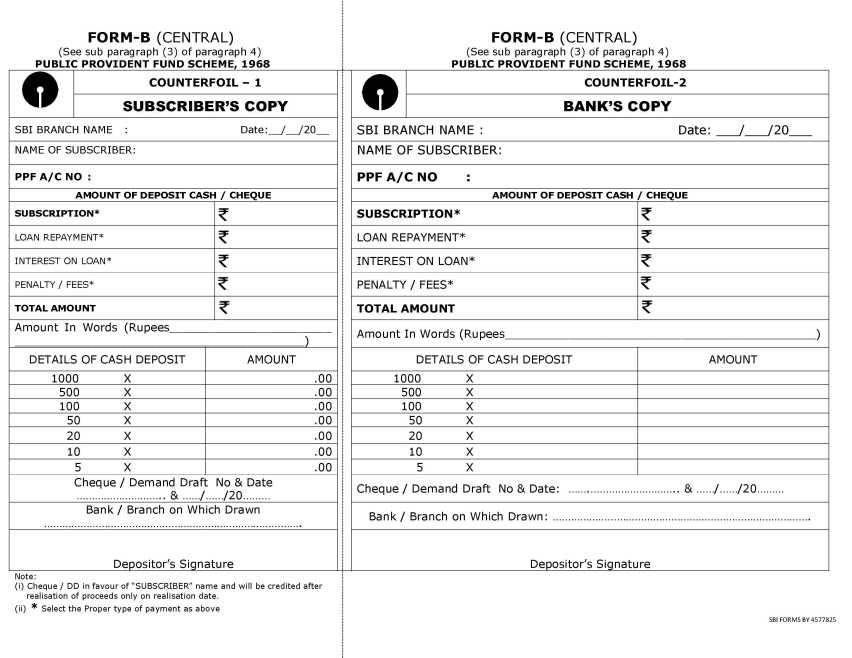 FORM-B (CENTRAL)
(See sub paragraph (3) of paragraph 4)
PUBLIC PROVIDENT FUND SCHEME, 1968
COUNTERFOIL – 1
SUBSCRIBER'S COPY
SBI BRANCH NAME : Date:__/__/20__
NAME OF SUBSCRIBER:
PPF A/C NO :
AMOUNT OF DEPOSIT CASH / CHEQUE
SUBSCRIPTION* ₹
LOAN REPAYMENT* ₹
INTEREST ON LOAN* ₹
PENALTY / FEES* ₹
TOTAL AMOUNT ₹
Amount In Words (Rupees________________________
___________________________________________)
DETAILS OF CASH DEPOSIT AMOUNT
1000 X .00
500 X .00
100 X .00
50 X .00
20 X .00
10 X .00
5 X .00
Cheque / Demand Draft No & Date
……………………….. & ……/……/20………
Bank / Branch on Which Drawn
…………………………………………………………………………….
Depositor's Signature
Note:
(i) Cheque / DD in favour of "SUBSCRIBER" name and will be credited after
realisation of proceeds only on realisation date.
(ii) * Select the Proper type of payment as above
FORM-B (CENTRAL)
(See sub paragraph (3) of paragraph 4)
PUBLIC PROVIDENT FUND SCHEME, 1968
COUNTERFOIL-2
BANK'S COPY
SBI BRANCH NAME : Date: ___/___/20___
NAME OF SUBSCRIBER:
PPF A/C NO :
AMOUNT OF DEPOSIT CASH / CHEQUE
SUBSCRIPTION* ₹
LOAN REPAYMENT* ₹
INTEREST ON LOAN* ₹
PENALTY / FEES* ₹
TOTAL AMOUNT ₹
Amount In Words (Rupees___________________________________________)
DETAILS OF CASH DEPOSIT AMOUNT
1000 X
500 X
100 X
50 X
20 X
10 X
5 X
Cheque / Demand Draft No & Date: ……………………………….. & ……/……/20………
Bank / Branch on Which Drawn: …………………………………………………………………………….
Depositor's Signature
SBI FORMS BY 4577825